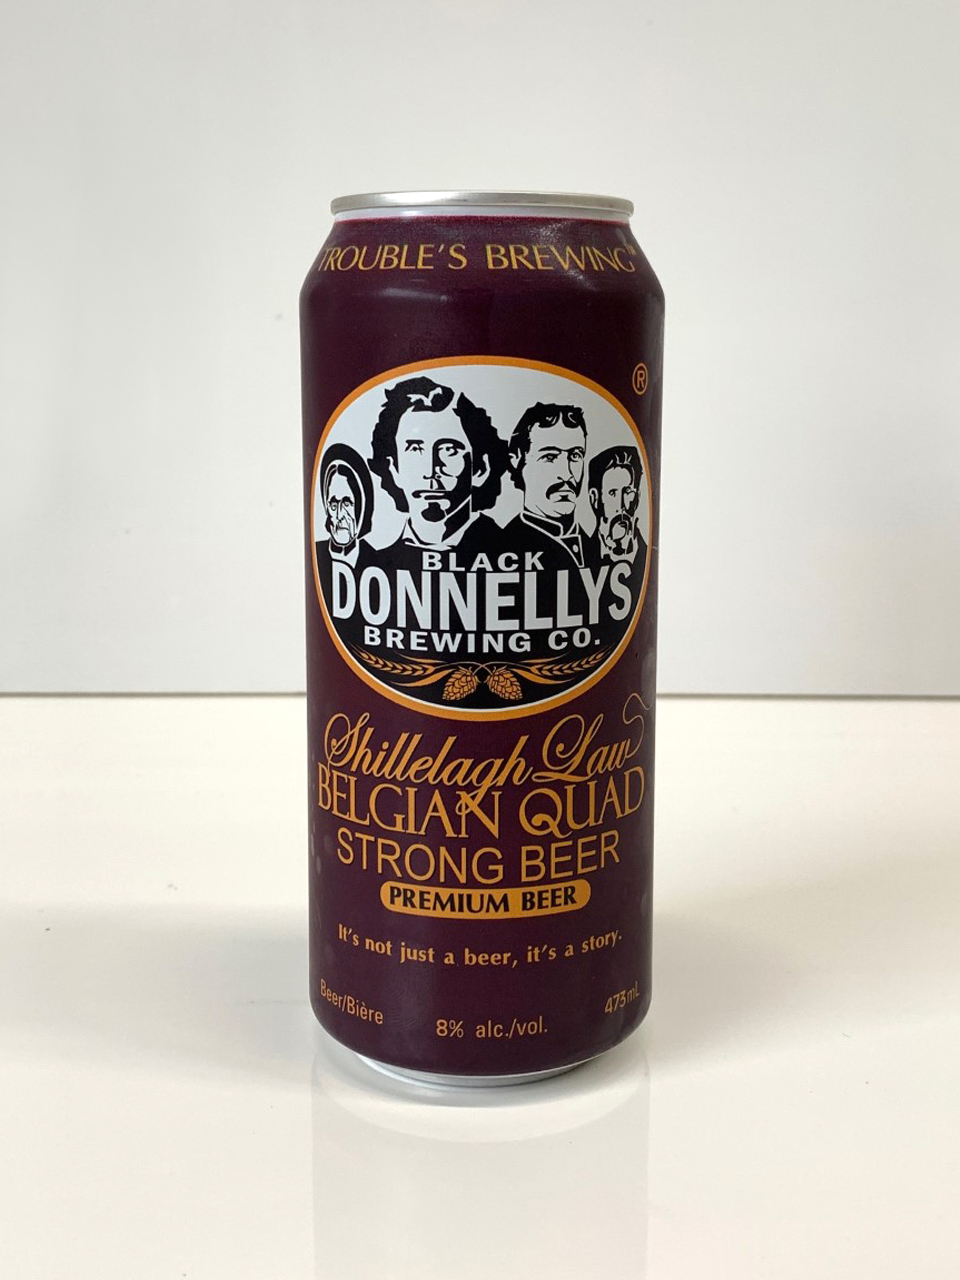 TROUBLE'S BREWING™
®
BLACK
DONNELLYS
BREWING CO.
Shillelagh Law
BELGIAN QUAD
STRONG BEER
PREMIUM BEER
It's not just a beer, it's a story.
Beer/Bière
8% alc./vol.
473mL